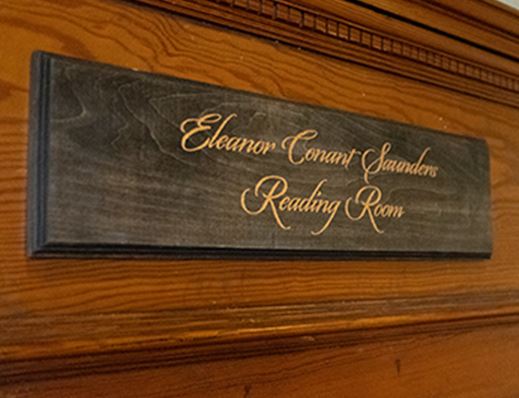 Eleanor Conant Saunders
Reading Room